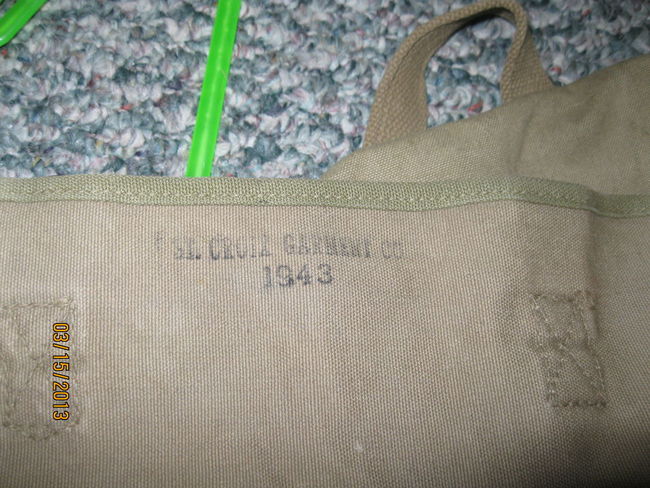 ST. CROIX GARMENT CO
1943
03/15/2013